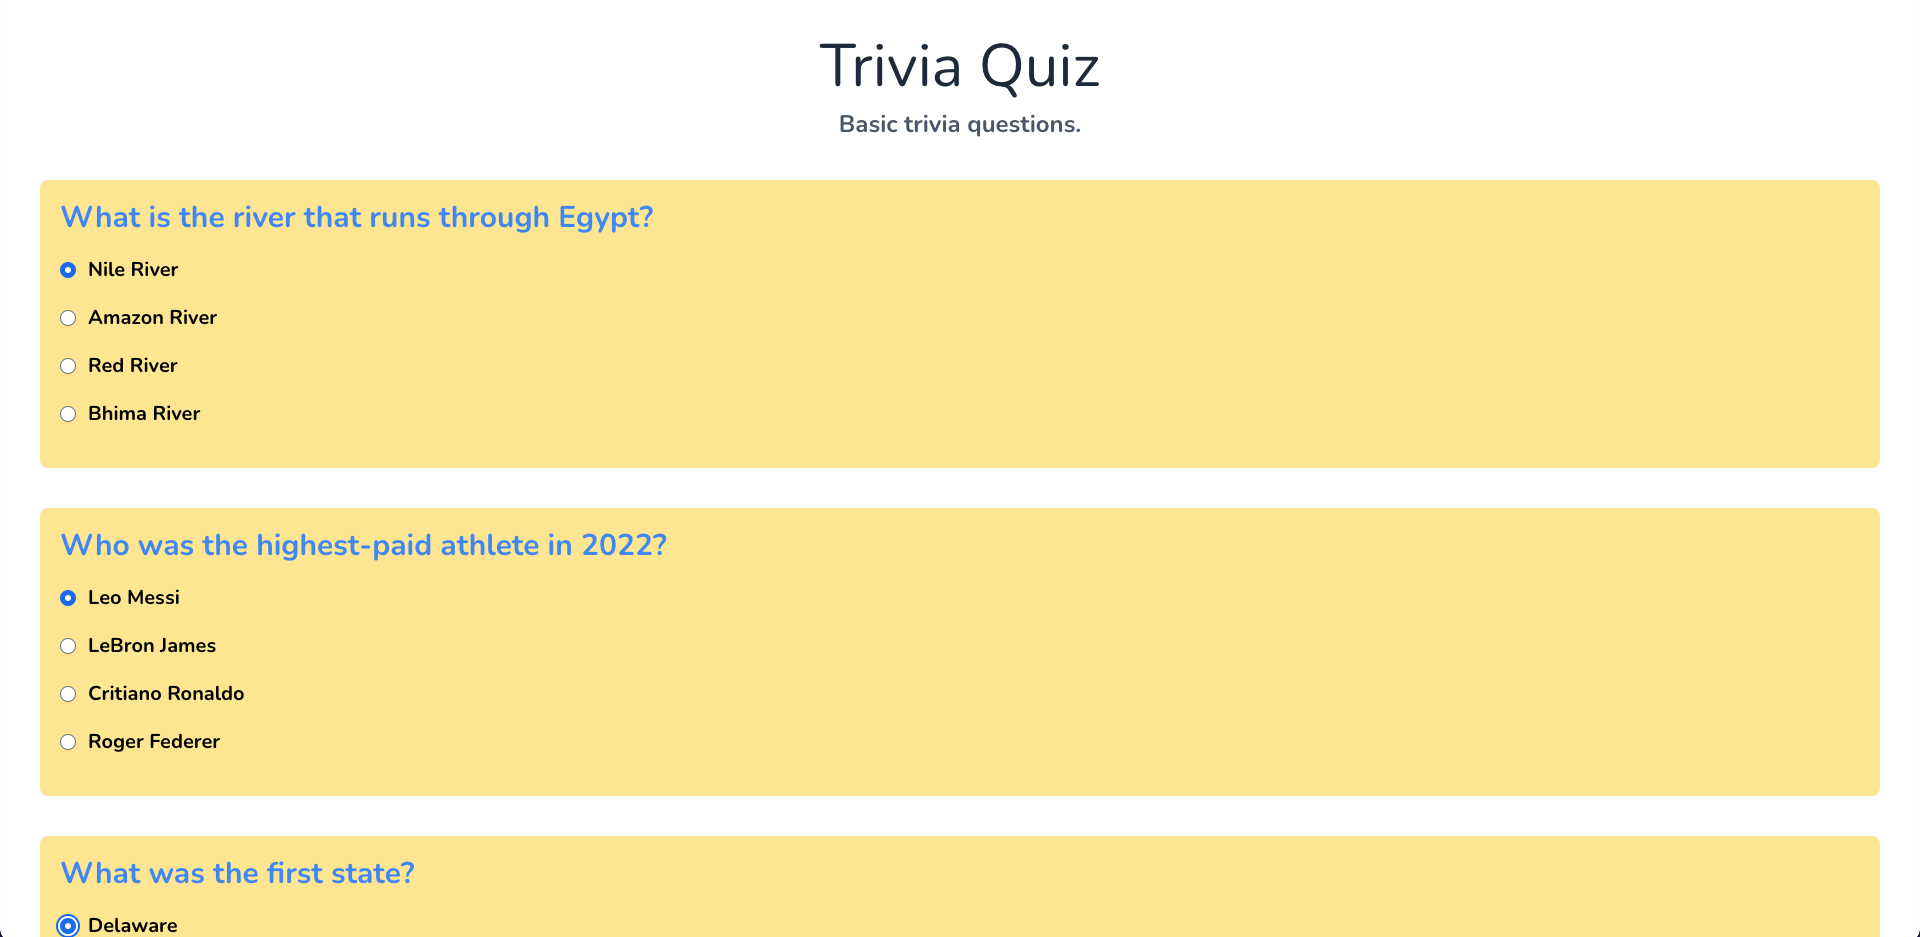 Trivia Quiz
Basic trivia questions.
What is the river that runs through Egypt?
Nile River
Amazon River
Red River
Bhima River
Who was the highest-paid athlete in 2022?
Leo Messi
LeBron James
Critiano Ronaldo
Roger Federer
What was the first state?
Delaware